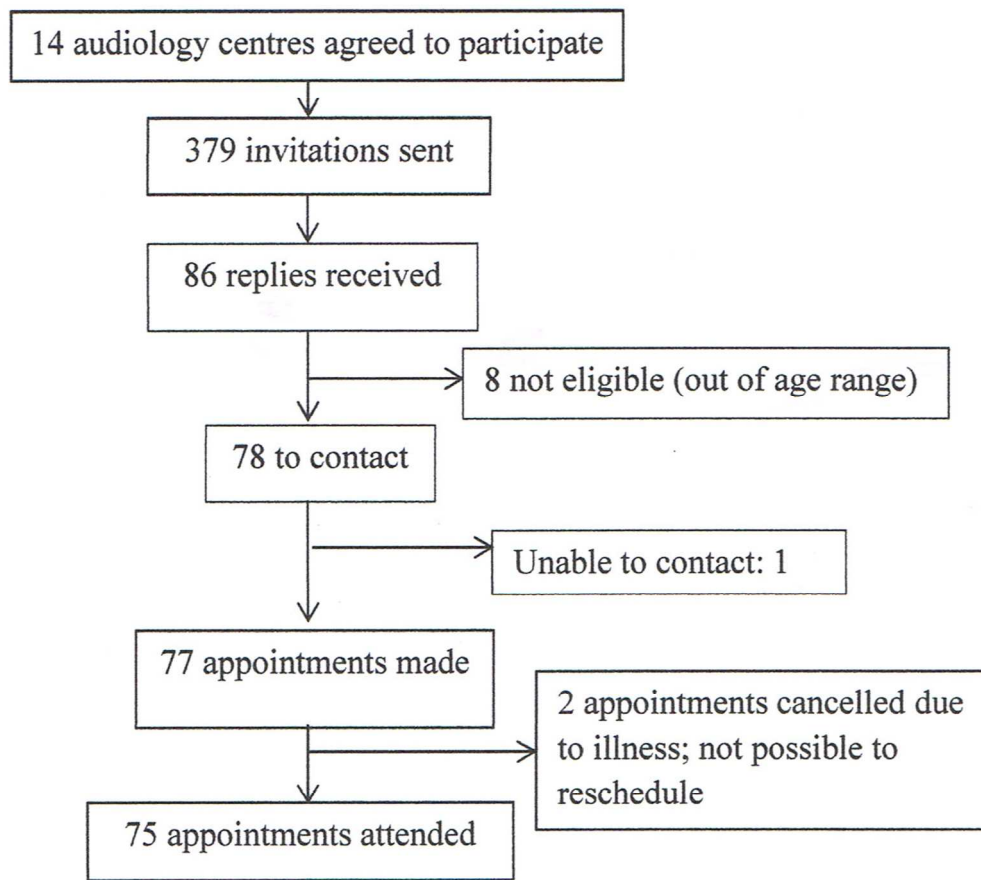 14 audiology centres agreed to participate
379 invitations sent
86 replies received
8 not eligible (out of age range)
78 to contact
Unable to contact: 1
77 appointments made
2 appointments cancelled due
to illness; not possible to
reschedule
75 appointments attended